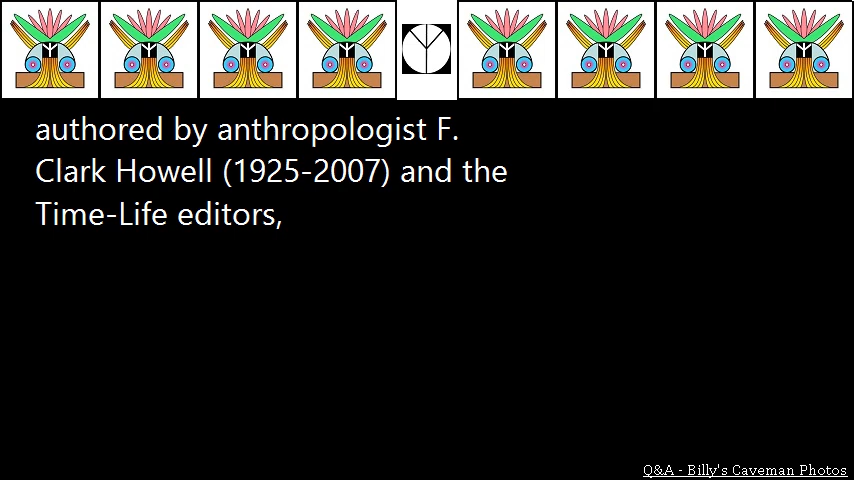 authored by anthropologist F.
Clark Howell (1925-2007) and the
Time-Life editors,
Q&A - Billy's Caveman Photos